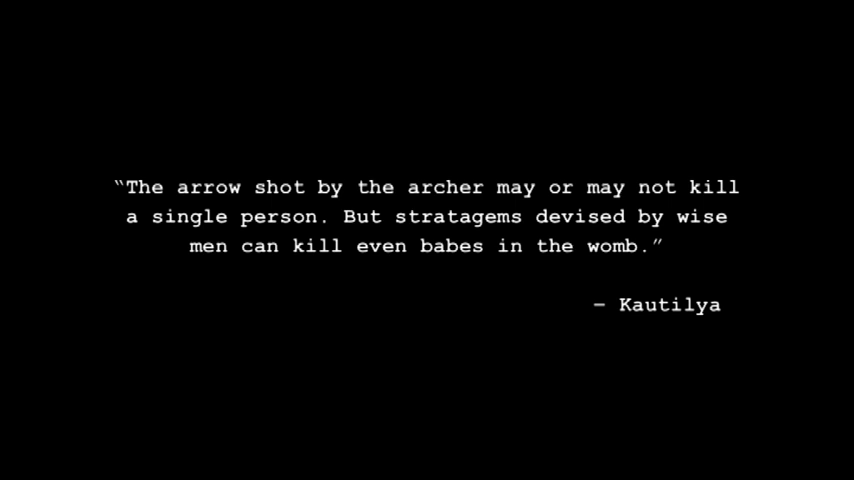 “The arrow shot by the archer may or may not kill
a single person. But stratagems devised by wise
men can kill even babes in the womb.”
– Kautilya